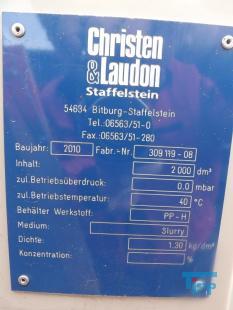 Christen
& Laudon
Staffelstein
54634 Bitburg-Staffelstein
Tel.:06563/51-0
Fax.:06563/51-280
Baujahr: 2010 Fabr.-Nr. 309 119 - 08
Inhalt: 2 000 dm³
zul.Betriebsüberdruck: 0.0 mbar
zul.Betriebstemperatur: 40 °C
Behälter Werkstoff: PP - H
Medium: Slurry
Dichte: 1.30 kg/dm³
Konzentration: %